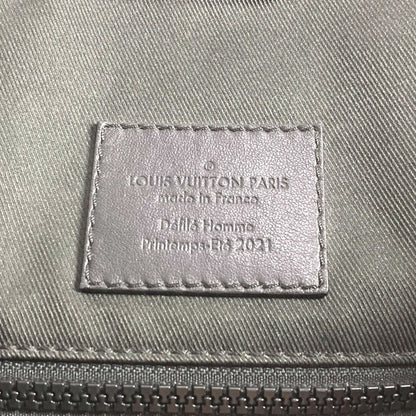 LOUIS VUITTON PARIS
made in France
Défilé Homme
Printemps-Été 2021